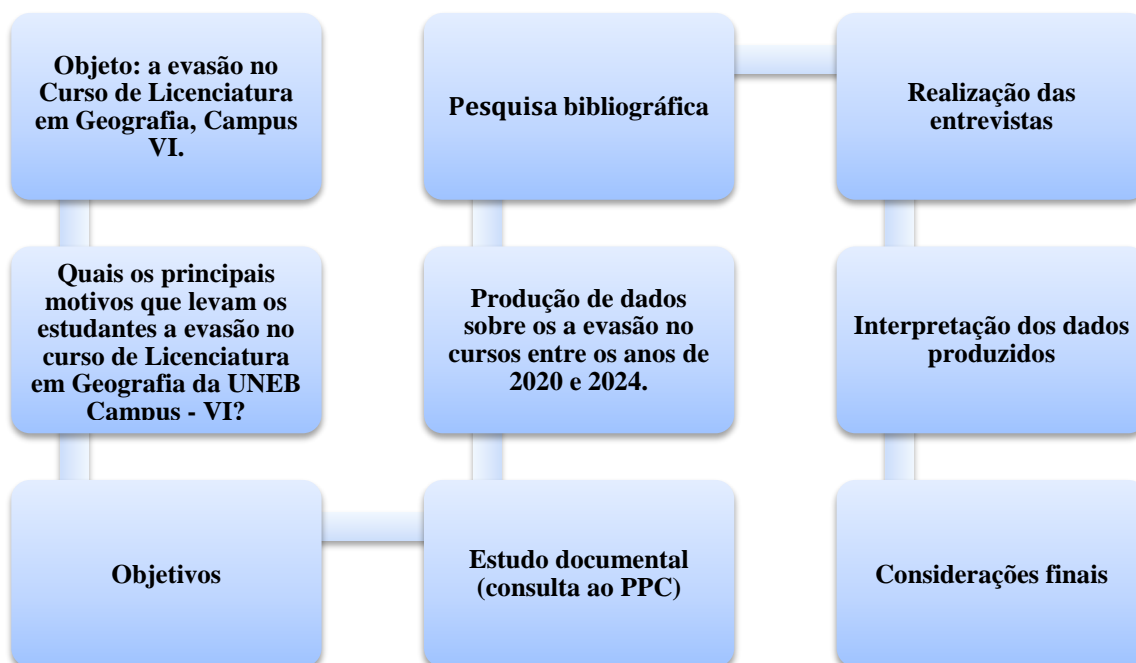 Objeto: a evasão no
Curso de Licenciatura
em Geografia, Campus
VI.
Quais os principais
motivos que levam os
estudantes a evasão no
curso de Licenciatura
em Geografia da UNEB
Campus - VI?
Objetivos
Estudo documental
(consulta ao PPC)
Produção de dados
sobre os a evasão no
cursos entre os anos de
2020 e 2024.
Pesquisa bibliográfica
Realização das
entrevistas
Interpretação dos dados
produzidos
Considerações finais